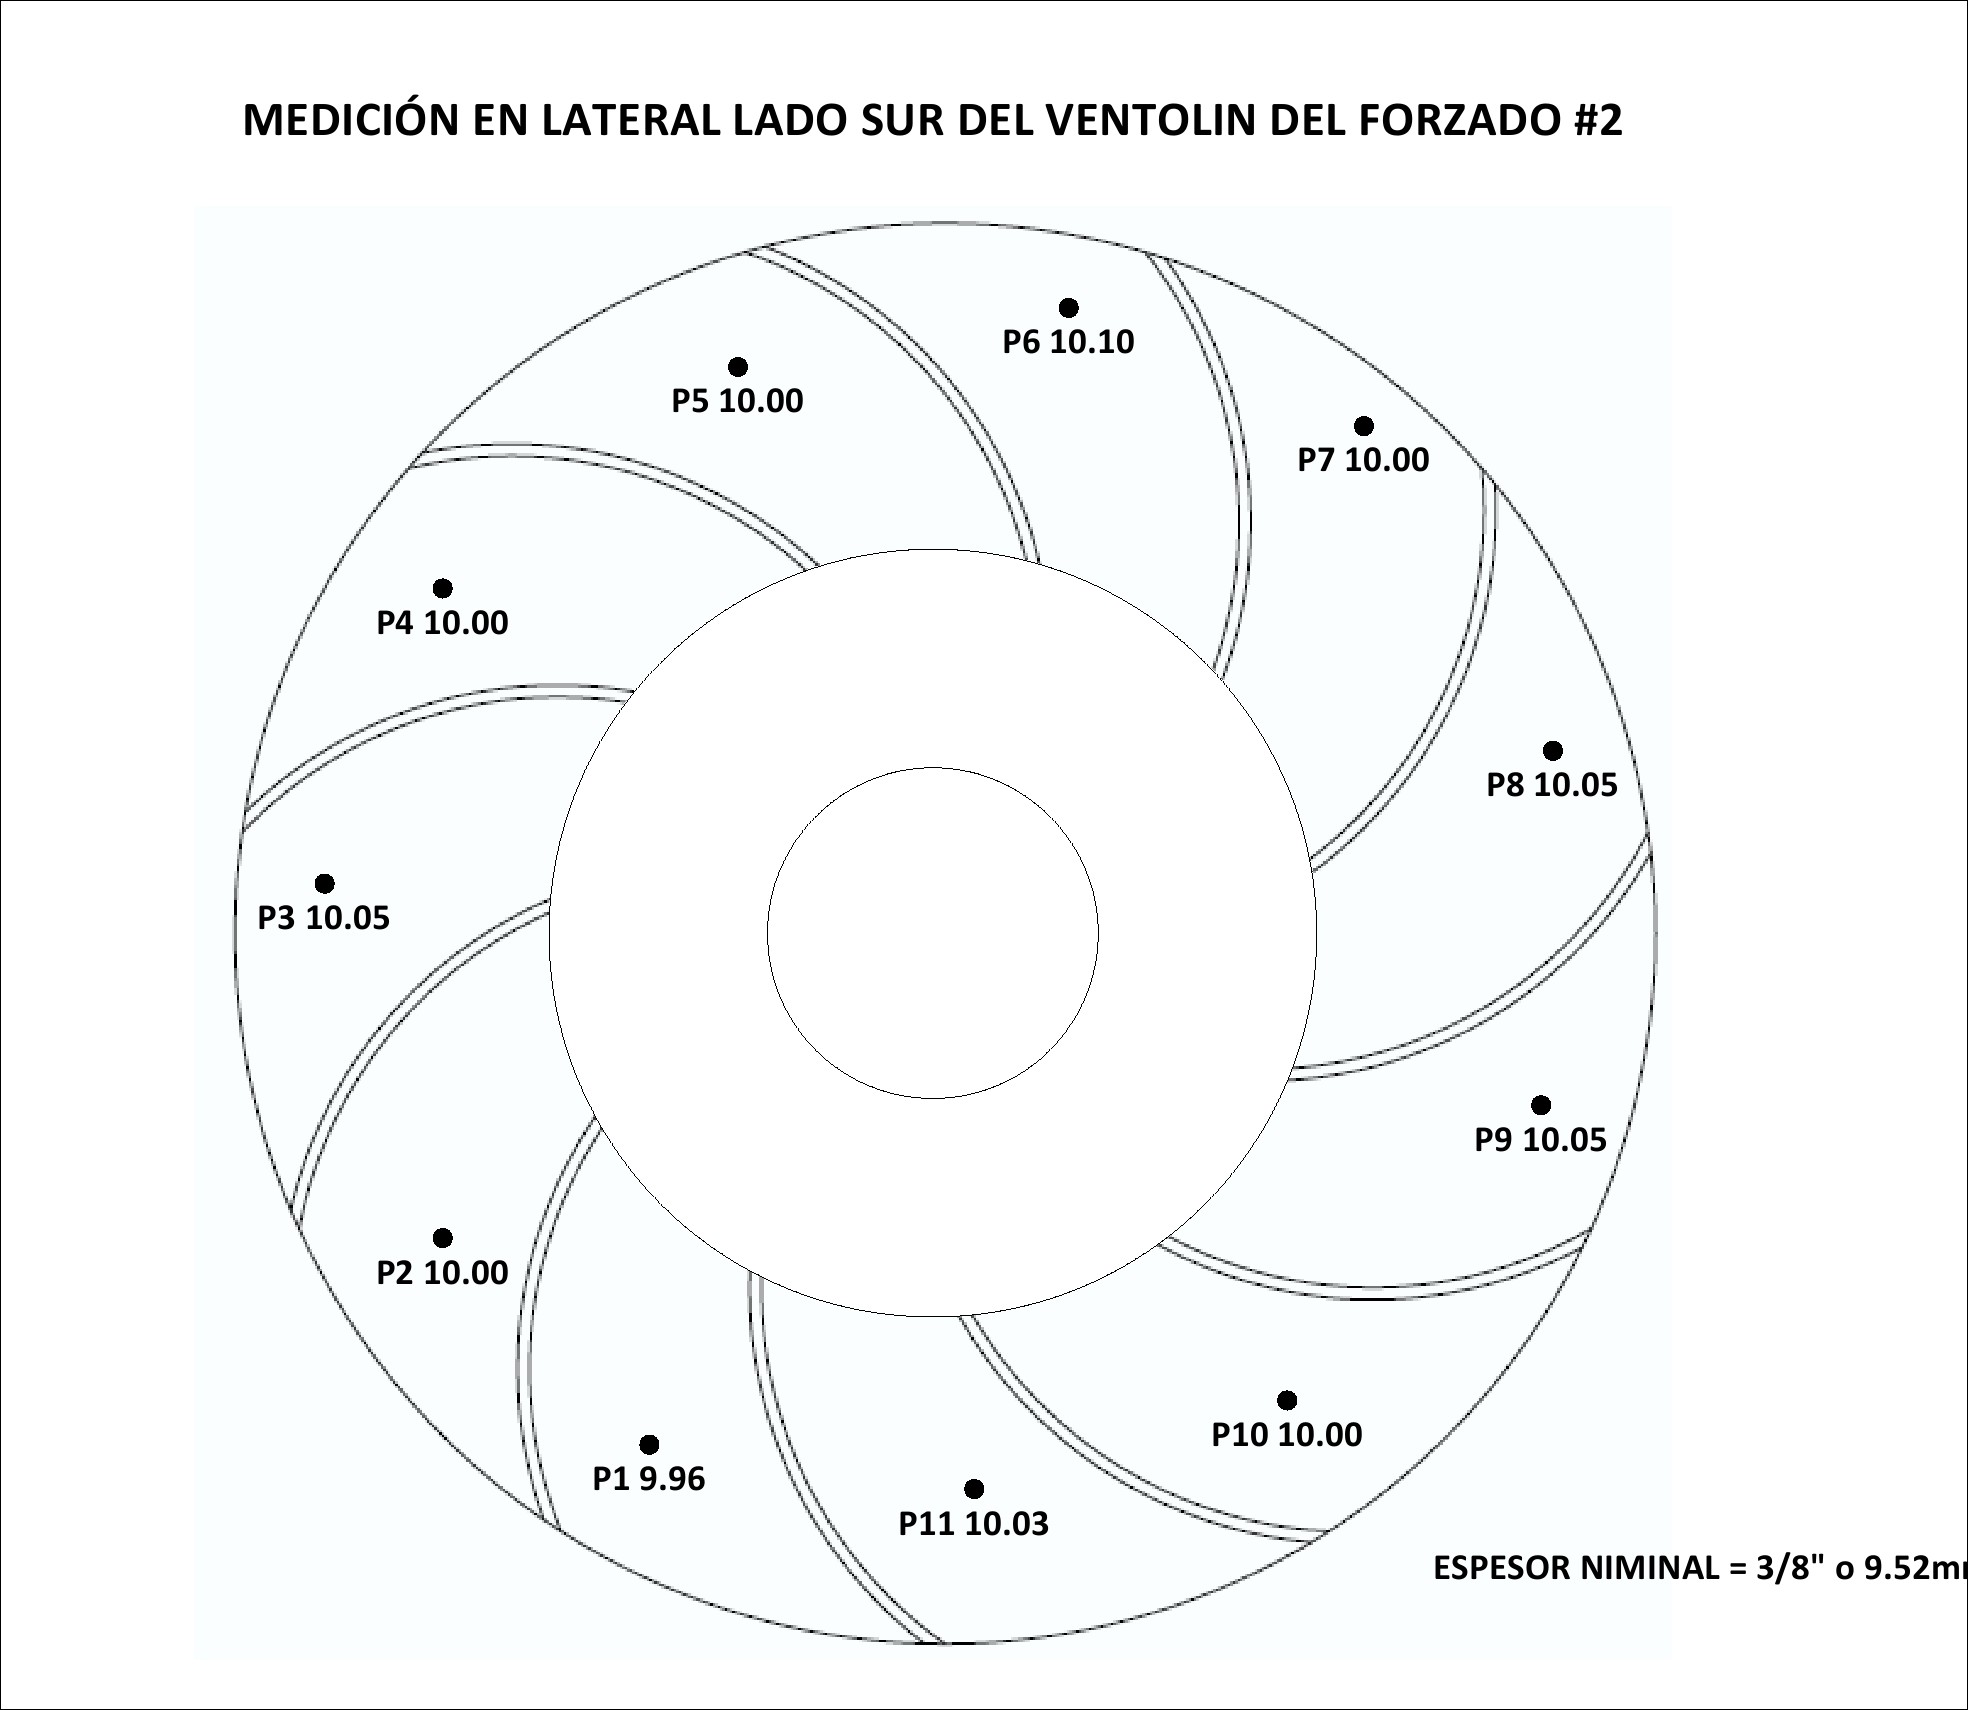 MEDICIÓN EN LATERAL LADO SUR DEL VENTOLIN DEL FORZADO #2
P6 10.10
P5 10.00
P7 10.00
P4 10.00
P8 10.05
P3 10.05
P9 10.05
P2 10.00
P10 10.00
P1 9.96
P11 10.03
ESPESOR NIMINAL = 3/8" o 9.52m